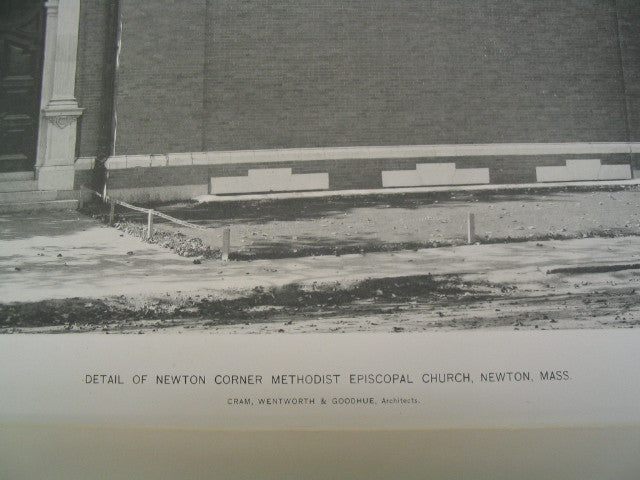 DETAIL OF NEWTON CORNER METHODIST EPISCOPAL CHURCH, NEWTON, MASS.
CRAM, WENTWORTH & GOODHUE, Architects.